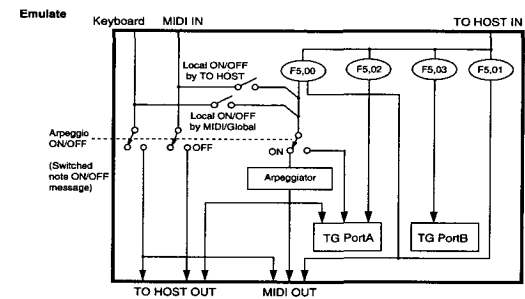 Emulate
Keyboard MIDI IN TO HOST IN
Local ON/OFF
by TO HOST
F5,00 F5,02 F5,03 F5,01
Local ON/OFF
by MIDI/Global
Arpeggio
ON/OFF
OFF
ON
(Switched
note ON/OFF
message)
Arpeggiator
TG PortA TG PortB
TO HOST OUT MIDI OUT